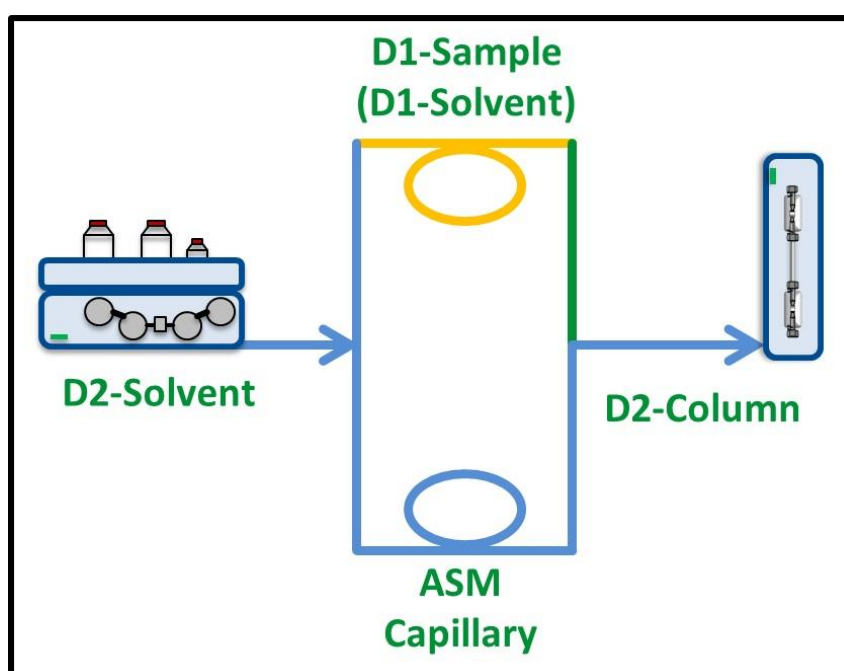 D1-Sample
(D1-Solvent)
D2-Solvent
D2-Column
ASM
Capillary